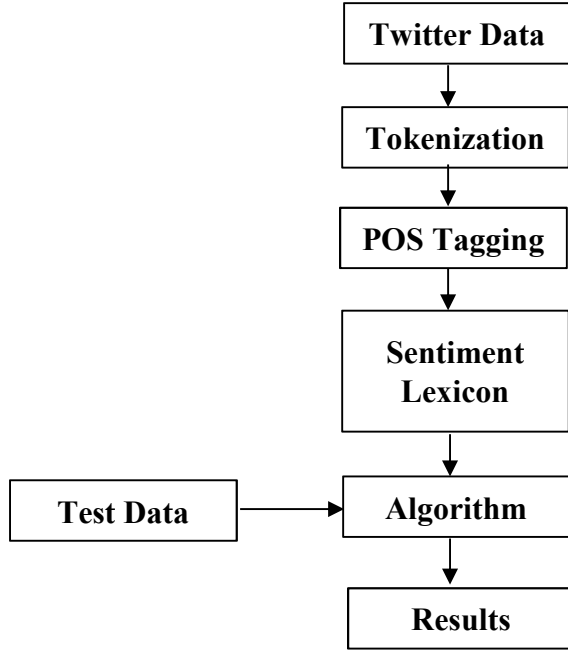 Twitter Data
Tokenization
POS Tagging
Sentiment
Lexicon
Test Data
Algorithm
Results